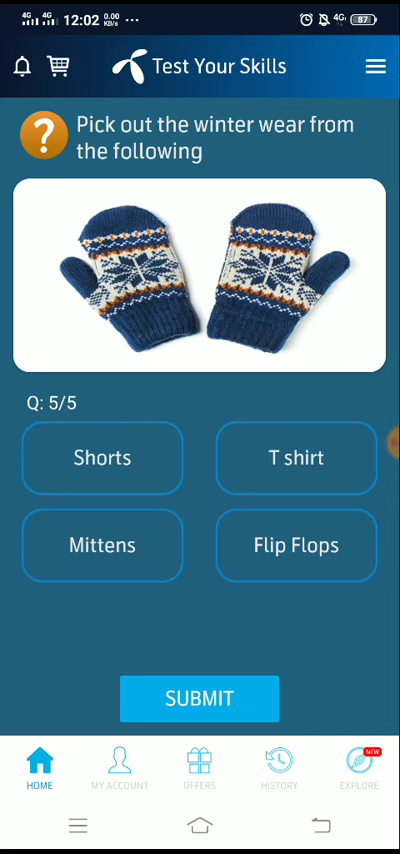 4G 4G 12:02 0.00 KB/s ... 4G 87
Test Your Skills
? Pick out the winter wear from
the following
Q: 5/5
Shorts T shirt
Mittens Flip Flops
SUBMIT
NEW
HOME MY ACCOUNT OFFERS HISTORY EXPLORE